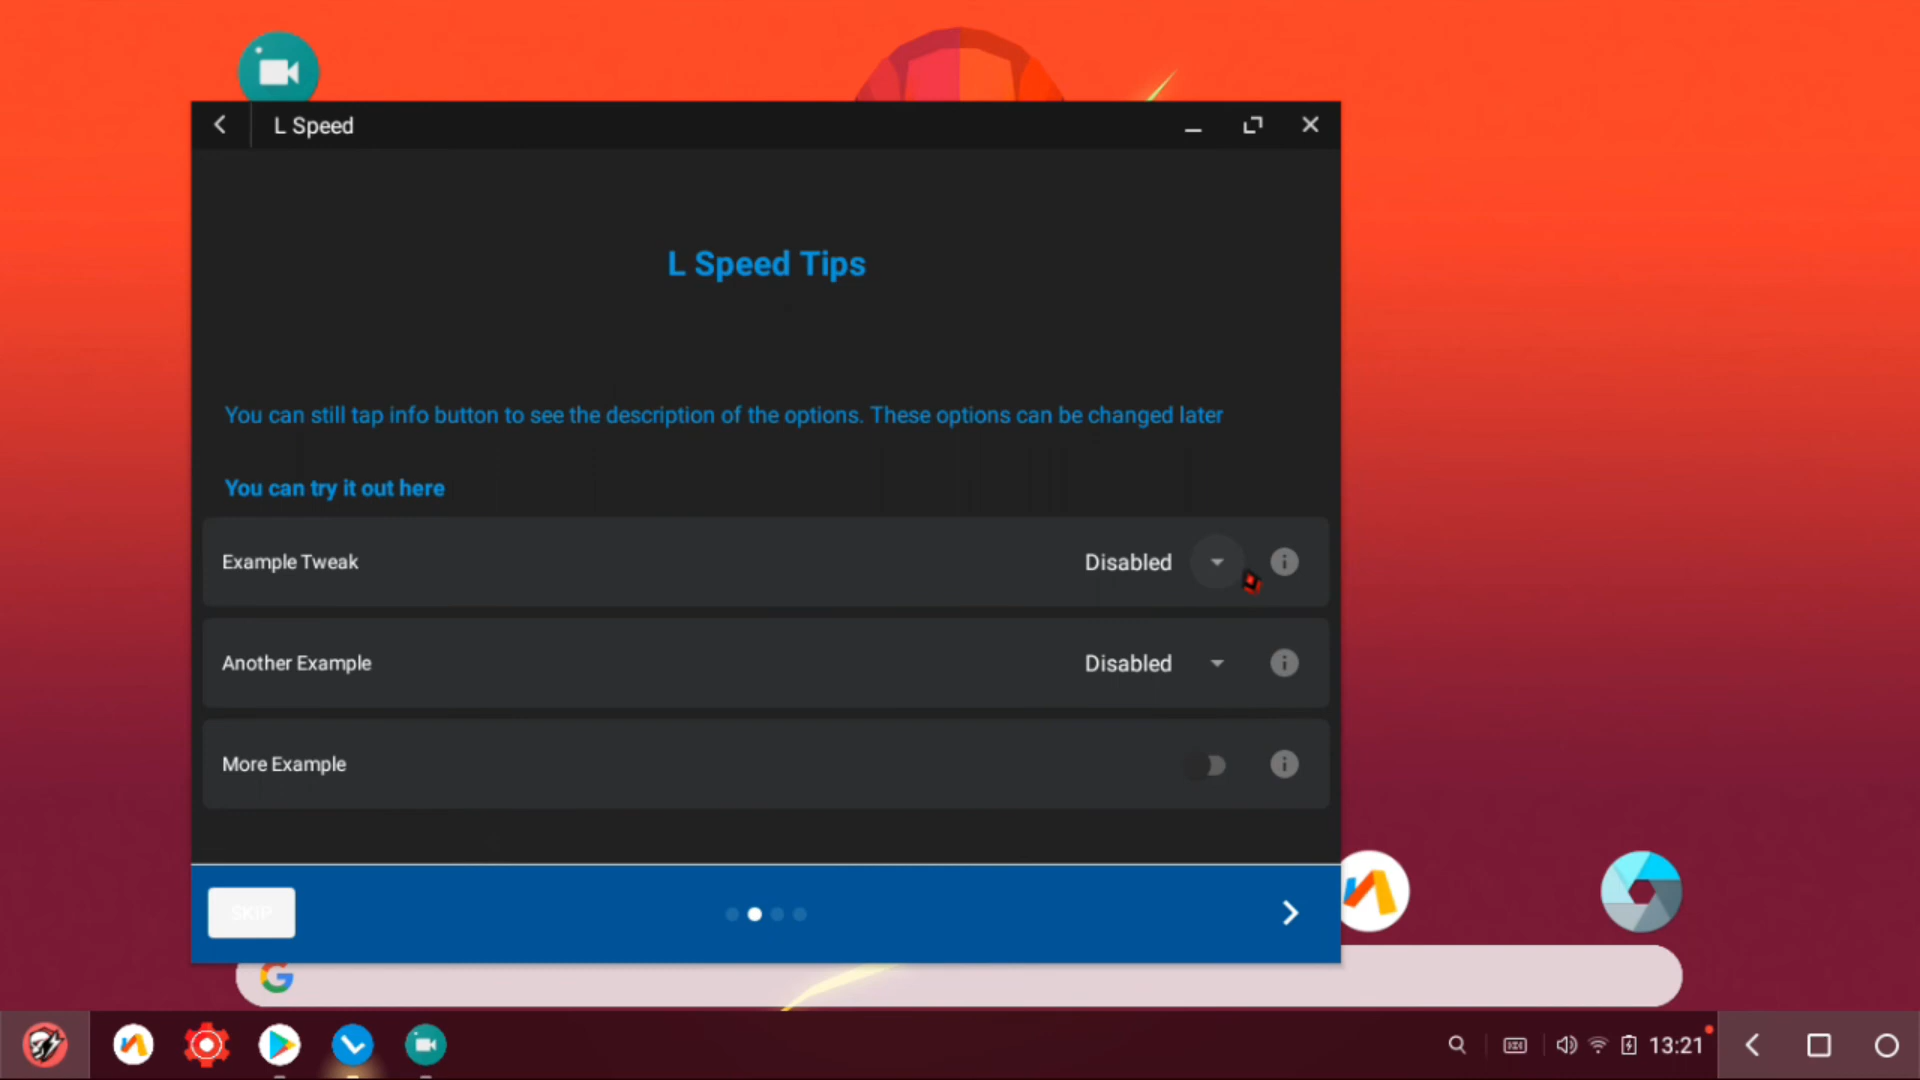 L Speed
L Speed Tips
You can still tap info button to see the description of the options. These options can be changed later
You can try it out here
Example Tweak Disabled
Another Example Disabled
More Example
SKIP
13:21